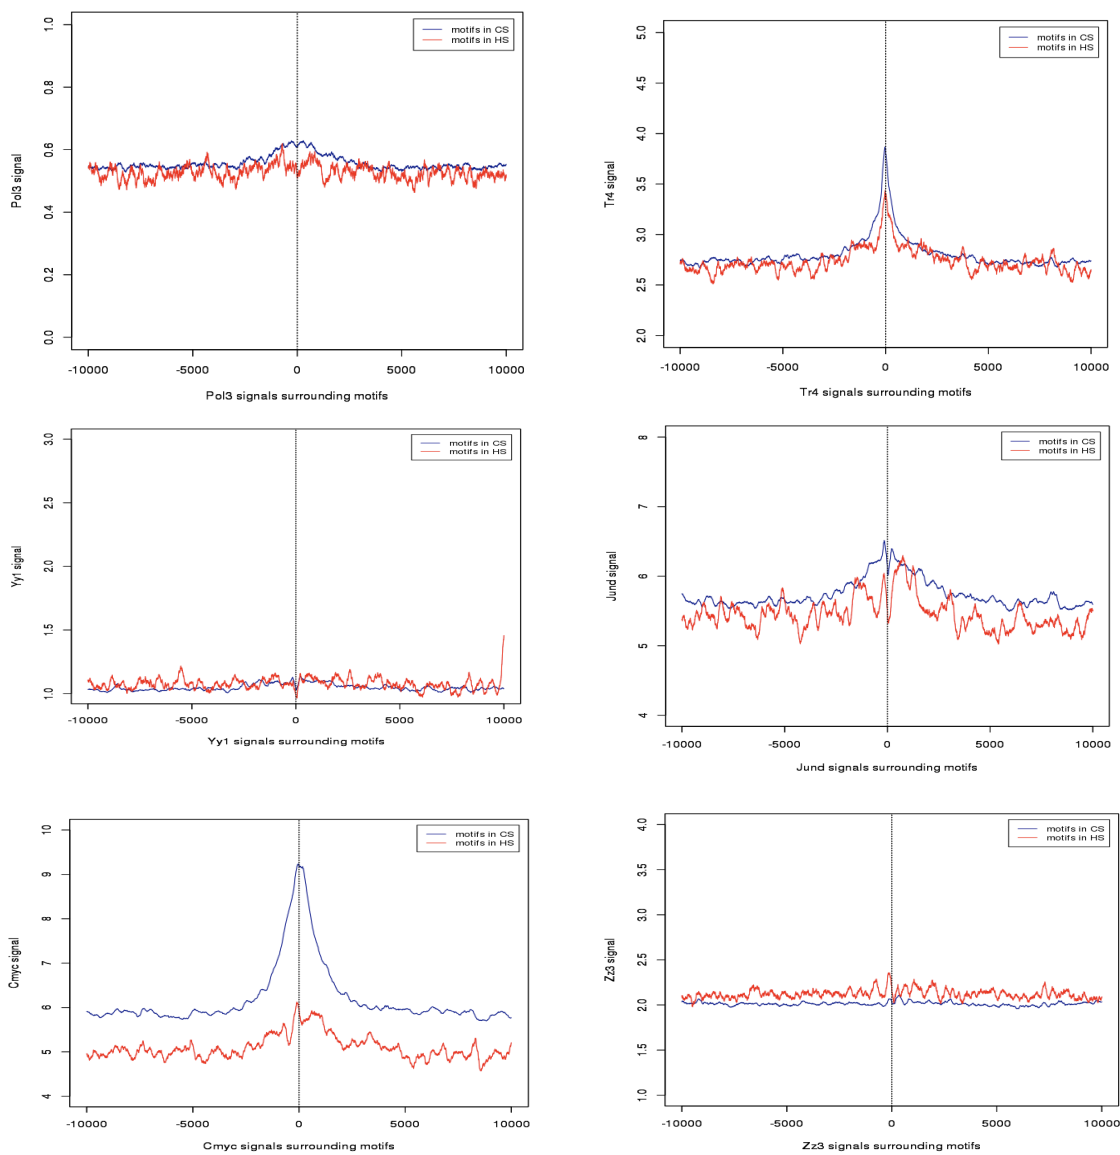 motifs in CS
motifs in HS
Pol3 signal
1.0
0.8
0.6
0.4
0.2
0.0
-10000 -5000 0 5000 10000
Pol3 signals surrounding motifs
motifs in CS
motifs in HS
Tr4 signal
5.0
4.5
4.0
3.5
3.0
2.5
2.0
-10000 -5000 0 5000 10000
Tr4 signals surrounding motifs
motifs in CS
motifs in HS
Yy1 signal
3.0
2.5
2.0
1.5
1.0
-10000 -5000 0 5000 10000
Yy1 signals surrounding motifs
motifs in CS
motifs in HS
Jund signal
8
7
6
5
4
-10000 -5000 0 5000 10000
Jund signals surrounding motifs
motifs in CS
motifs in HS
Cmyc signal
10
9
8
7
6
5
4
-10000 -5000 0 5000 10000
Cmyc signals surrounding motifs
motifs in CS
motifs in HS
Zz3 signal
4.0
3.5
3.0
2.5
2.0
1.5
1.0
-10000 -5000 0 5000 10000
Zz3 signals surrounding motifs